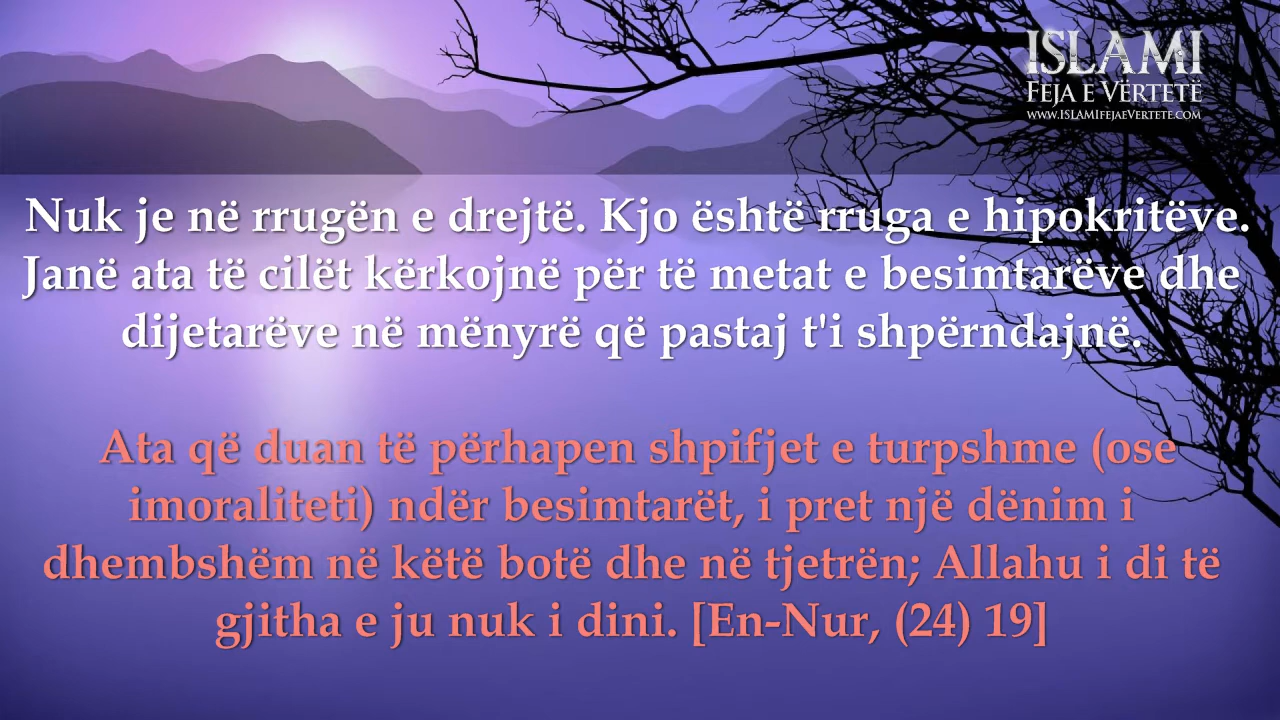 ISLAMI
FEJA E VËRTETË
WWW.ISLAMIFEJAEVERTETE.COM
Nuk je në rrugën e drejtë. Kjo është rruga e hipokritëve.
Janë ata të cilët kërkojnë për të metat e besimtarëve dhe
dijetarëve në mënyrë që pastaj t'i shpërndajnë.
Ata që duan të përhapen shpifjet e turpshme (ose
imoraliteti) ndër besimtarët, i pret një dënim i
dhembshëm në këtë botë dhe në tjetrën; Allahu i di të
gjitha e ju nuk i dini. [En-Nur, (24) 19]